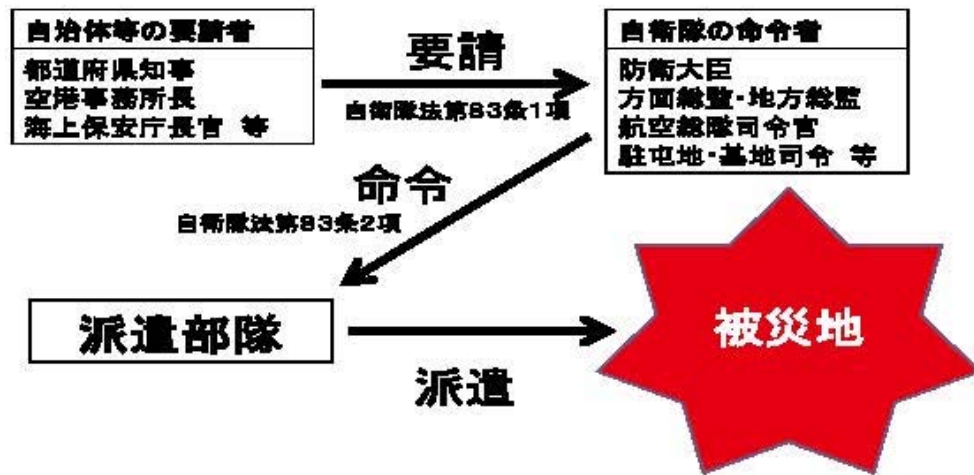 自治体等の要請者
都道府県知事
空港事務所長
海上保安庁長官 等
要請
自衛隊法第83条1項
自衛隊の命令者
防衛大臣
方面総監・地方総監
航空総隊司令官
駐屯地・基地司令 等
命令
自衛隊法第83条2項
派遣部隊
派遣
被災地